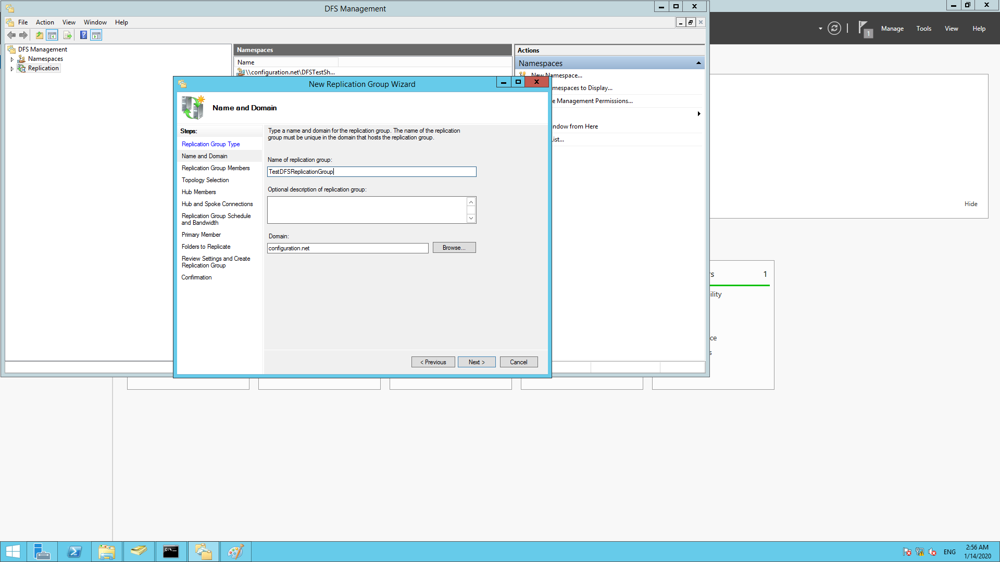 DFS Management
File Action View Window Help
DFS Management
Namespaces
Replication
Namespaces
Name
\\configuration.net\DFSTestSh...
Actions
Namespaces
New Namespace...
mespaces to Display...
e Management Permissions...
ndow from Here
ist...
New Replication Group Wizard
Name and Domain
Steps:
Replication Group Type
Name and Domain
Replication Group Members
Topology Selection
Hub Members
Hub and Spoke Connections
Replication Group Schedule
and Bandwidth
Primary Member
Folders to Replicate
Review Settings and Create
Replication Group
Confirmation
Type a name and domain for the replication group. The name of the replication
group must be unique in the domain that hosts the replication group.
Name of replication group:
TestDFSReplicationGroup
Optional description of replication group:
Domain:
configuration.net
Browse...
< Previous
Next >
Cancel
1
Manage Tools View Help
Hide
rs 1
ility
ce
s
C:\_
ENG
2:56 AM
1/14/2020